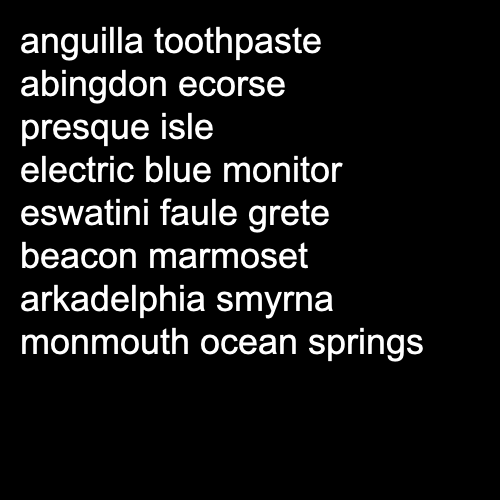 anguilla toothpaste
abingdon ecorse
presque isle
electric blue monitor
eswatini faule grete
beacon marmoset
arkadelphia smyrna
monmouth ocean springs